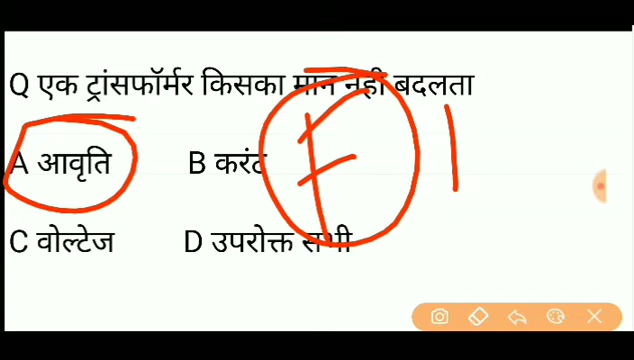 Q एक ट्रांसफॉर्मर किसका मान नही बदलता
A आवृति B करंट F
C वोल्टेज D उपरोक्त सभी